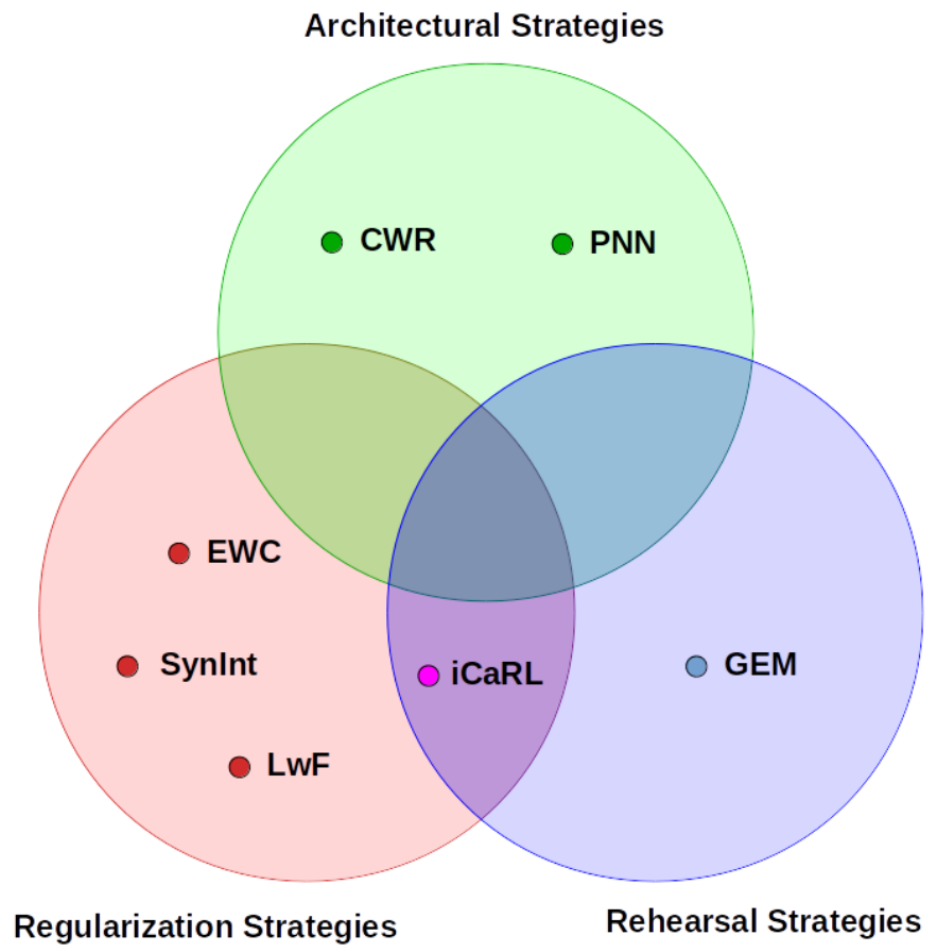 Architectural Strategies
CWR
PNN
EWC
SynInt
LwF
iCaRL
GEM
Regularization Strategies
Rehearsal Strategies